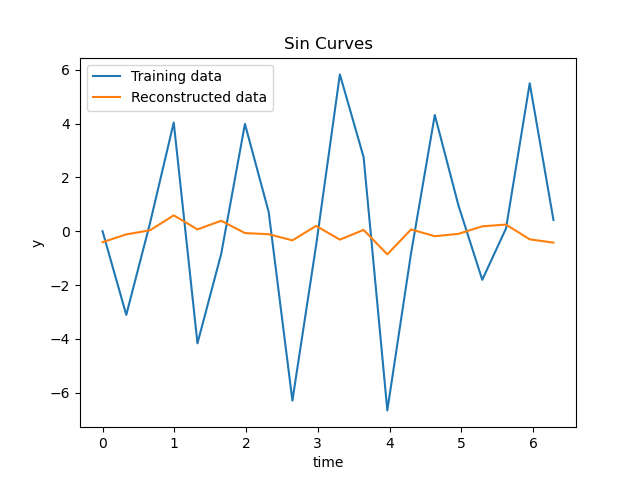 Sin Curves
Training data
Reconstructed data
6
4
2
0
−2
−4
−6
y
0 1 2 3 4 5 6
time